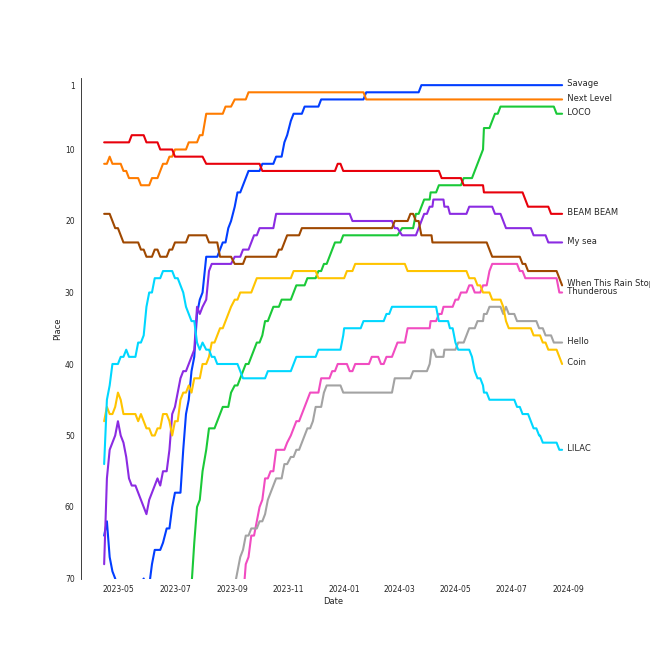 1
10
20
30
40
50
60
70
Place
2023-05
2023-07
2023-09
2023-11
2024-01
2024-03
2024-05
2024-07
2024-09
Date
Savage
Next Level
LOCO
BEAM BEAM
My sea
When This Rain Stop
Thunderous
Hello
Coin
LILAC